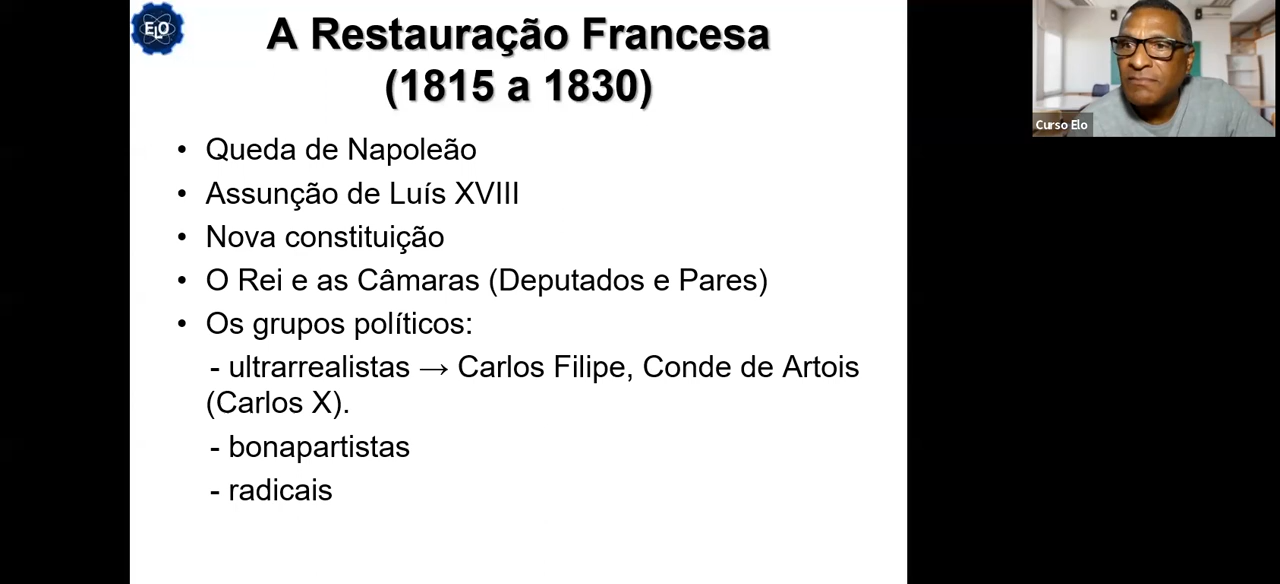 ELO
A Restauração Francesa
(1815 a 1830)
• Queda de Napoleão
• Assunção de Luís XVIII
• Nova constituição
• O Rei e as Câmaras (Deputados e Pares)
• Os grupos políticos:
- ultrarrealistas → Carlos Filipe, Conde de Artois
(Carlos X).
- bonapartistas
- radicais
Curso Elo